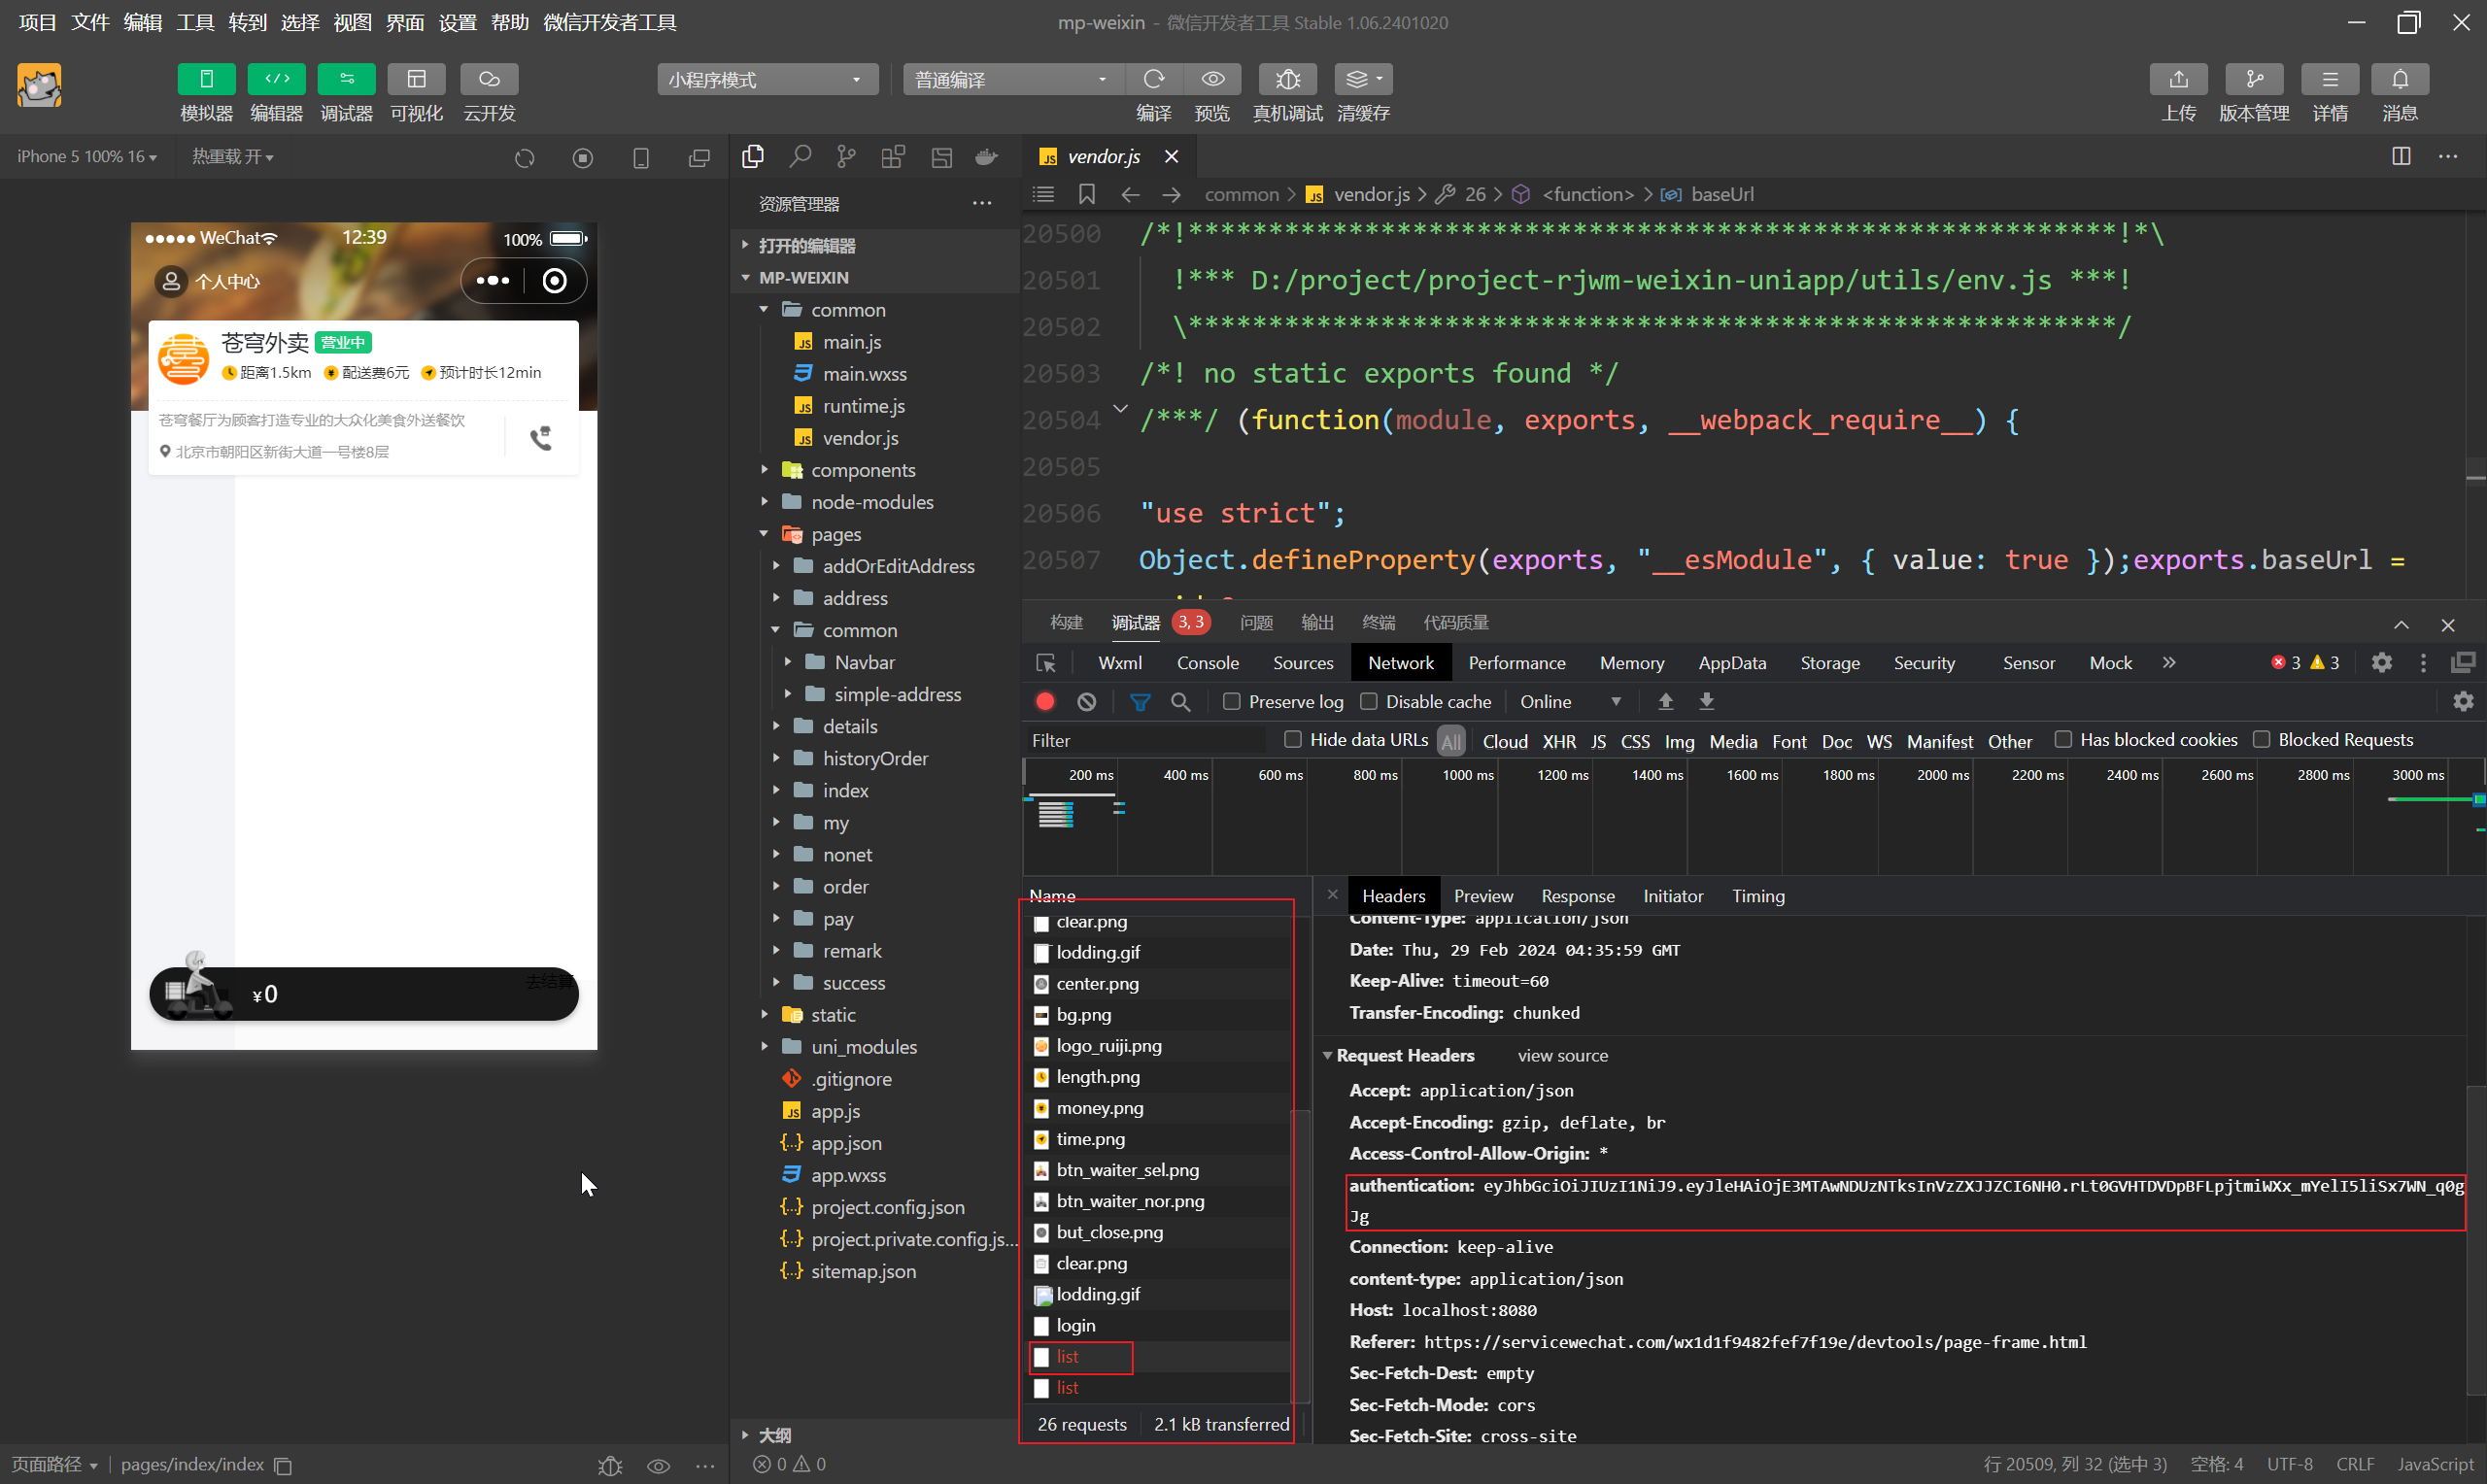 项目 文件 编辑 工具 转到 选择 视图 界面 设置 帮助 微信开发者工具
mp-weixin - 微信开发者工具 Stable 1.06.2401020
小程序模式
普通编译
模拟器 编辑器 调试器 可视化 云开发
编译 预览 真机调试 清缓存
上传 版本管理 详情 消息
iPhone 5 100% 16
热重载 开
WeChat
12:39
100%
个人中心
苍穹外卖 营业中
距离1.5km 配送费6元 预计时长12min
苍穹餐厅为顾客打造专业的大众化美食外送餐饮
北京市朝阳区新街大道一号楼8层
¥0
去结算
页面路径 pages/index/index
资源管理器
打开的编辑器
MP-WEIXIN
common
main.js
main.wxss
runtime.js
vendor.js
components
node-modules
pages
addOrEditAddress
address
common
Navbar
simple-address
details
historyOrder
index
my
nonet
order
pay
remark
success
static
uni_modules
.gitignore
app.js
app.json
app.wxss
project.config.json
project.private.config.js...
sitemap.json
大纲
0 0
JS vendor.js
common > JS vendor.js > 26 > <function> > baseUrl
20500 /*!**********************************************************!*\
20501 !*** D:/project/project-rjwm-weixin-uniapp/utils/env.js ***!
20502 \**********************************************************/
20503 /*! no static exports found */
20504 /***/ (function(module, exports, __webpack_require__) {
20505
20506 "use strict";
20507 Object.defineProperty(exports, "__esModule", { value: true });exports.baseUrl =
构建 调试器 3, 3 问题 输出 终端 代码质量
Wxml Console Sources Network Performance Memory AppData Storage Security Sensor Mock
3 3
Preserve log Disable cache Online
Filter Hide data URLs All Cloud XHR JS CSS Img Media Font Doc WS Manifest Other Has blocked cookies Blocked Requests
200 ms 400 ms 600 ms 800 ms 1000 ms 1200 ms 1400 ms 1600 ms 1800 ms 2000 ms 2200 ms 2400 ms 2600 ms 2800 ms 3000 ms
Name
clear.png
lodding.gif
center.png
bg.png
logo_ruiji.png
length.png
money.png
time.png
btn_waiter_sel.png
btn_waiter_nor.png
but_close.png
clear.png
lodding.gif
login
list
list
26 requests 2.1 kB transferred
Headers Preview Response Initiator Timing
Content-Type: application/json
Date: Thu, 29 Feb 2024 04:35:59 GMT
Keep-Alive: timeout=60
Transfer-Encoding: chunked
Request Headers view source
Accept: application/json
Accept-Encoding: gzip, deflate, br
Access-Control-Allow-Origin: *
authentication: eyJhbGciOiJIUzI1NiJ9.eyJleHAiOjE3MTAwNDUzNTksInVzZXJJZCI6NH0.rLt0GVHTDVDpBFLpjtmiWXx_mYelI5liSx7WN_q0g
Jg
Connection: keep-alive
content-type: application/json
Host: localhost:8080
Referer: https://servicewechat.com/wx1d1f9482fef7f19e/devtools/page-frame.html
Sec-Fetch-Dest: empty
Sec-Fetch-Mode: cors
Sec-Fetch-Site: cross-site
行 20509, 列 32 (选中 3) 空格: 4 UTF-8 CRLF JavaScript